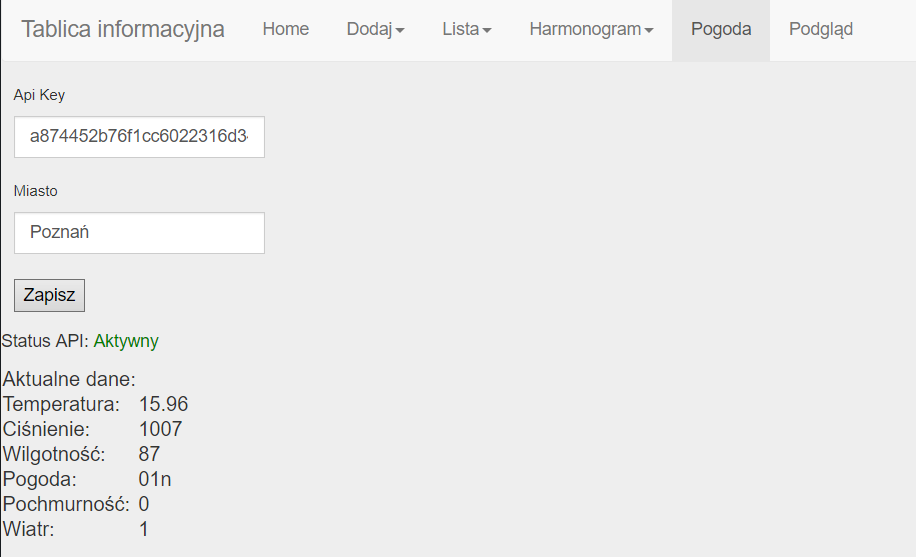 Tablica informacyjna Home Dodaj Lista Harmonogram Pogoda Podgląd
Api Key
a874452b76f1cc6022316d3
Miasto
Poznań
Zapisz
Status API: Aktywny
Aktualne dane:
Temperatura: 15.96
Ciśnienie: 1007
Wilgotność: 87
Pogoda: 01n
Pochmurność: 0
Wiatr: 1